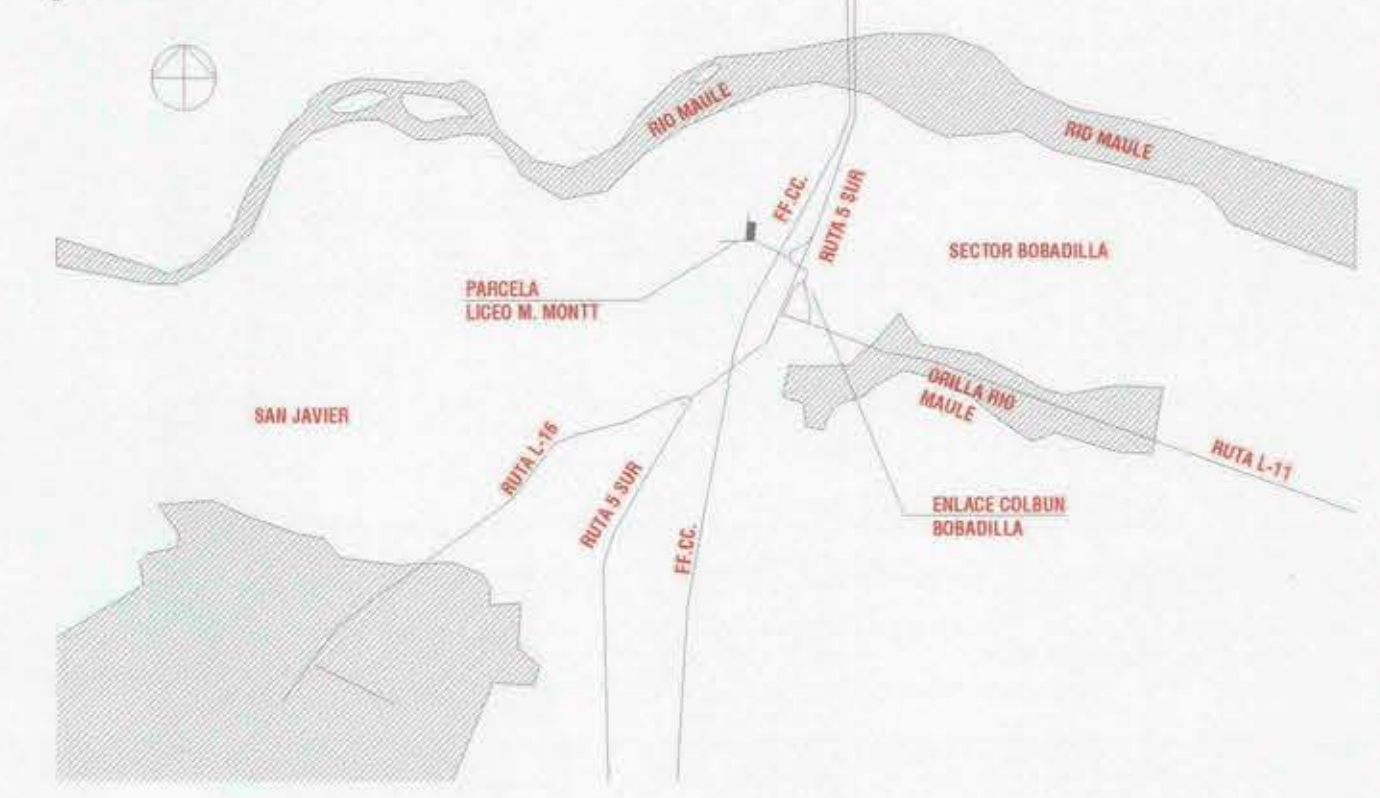 RIO MAULE
RIO MAULE
FF.CC.
RUTA 5 SUR
SECTOR BOBADILLA
PARCELA
LICEO M. MONTT
ORILLA RIO
MAULE
SAN JAVIER
RUTA L-16
RUTA L-11
RUTA 5 SUR
FF.CC.
ENLACE COLBUN
BOBADILLA